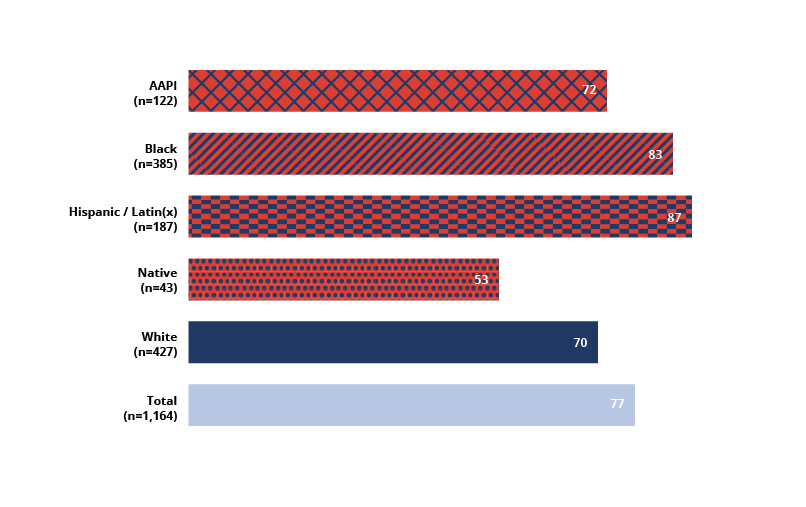 AAPI
(n=122)
72
Black
(n=385)
83
Hispanic / Latin(x)
(n=187)
87
Native
(n=43)
53
White
(n=427)
70
Total
(n=1,164)
77